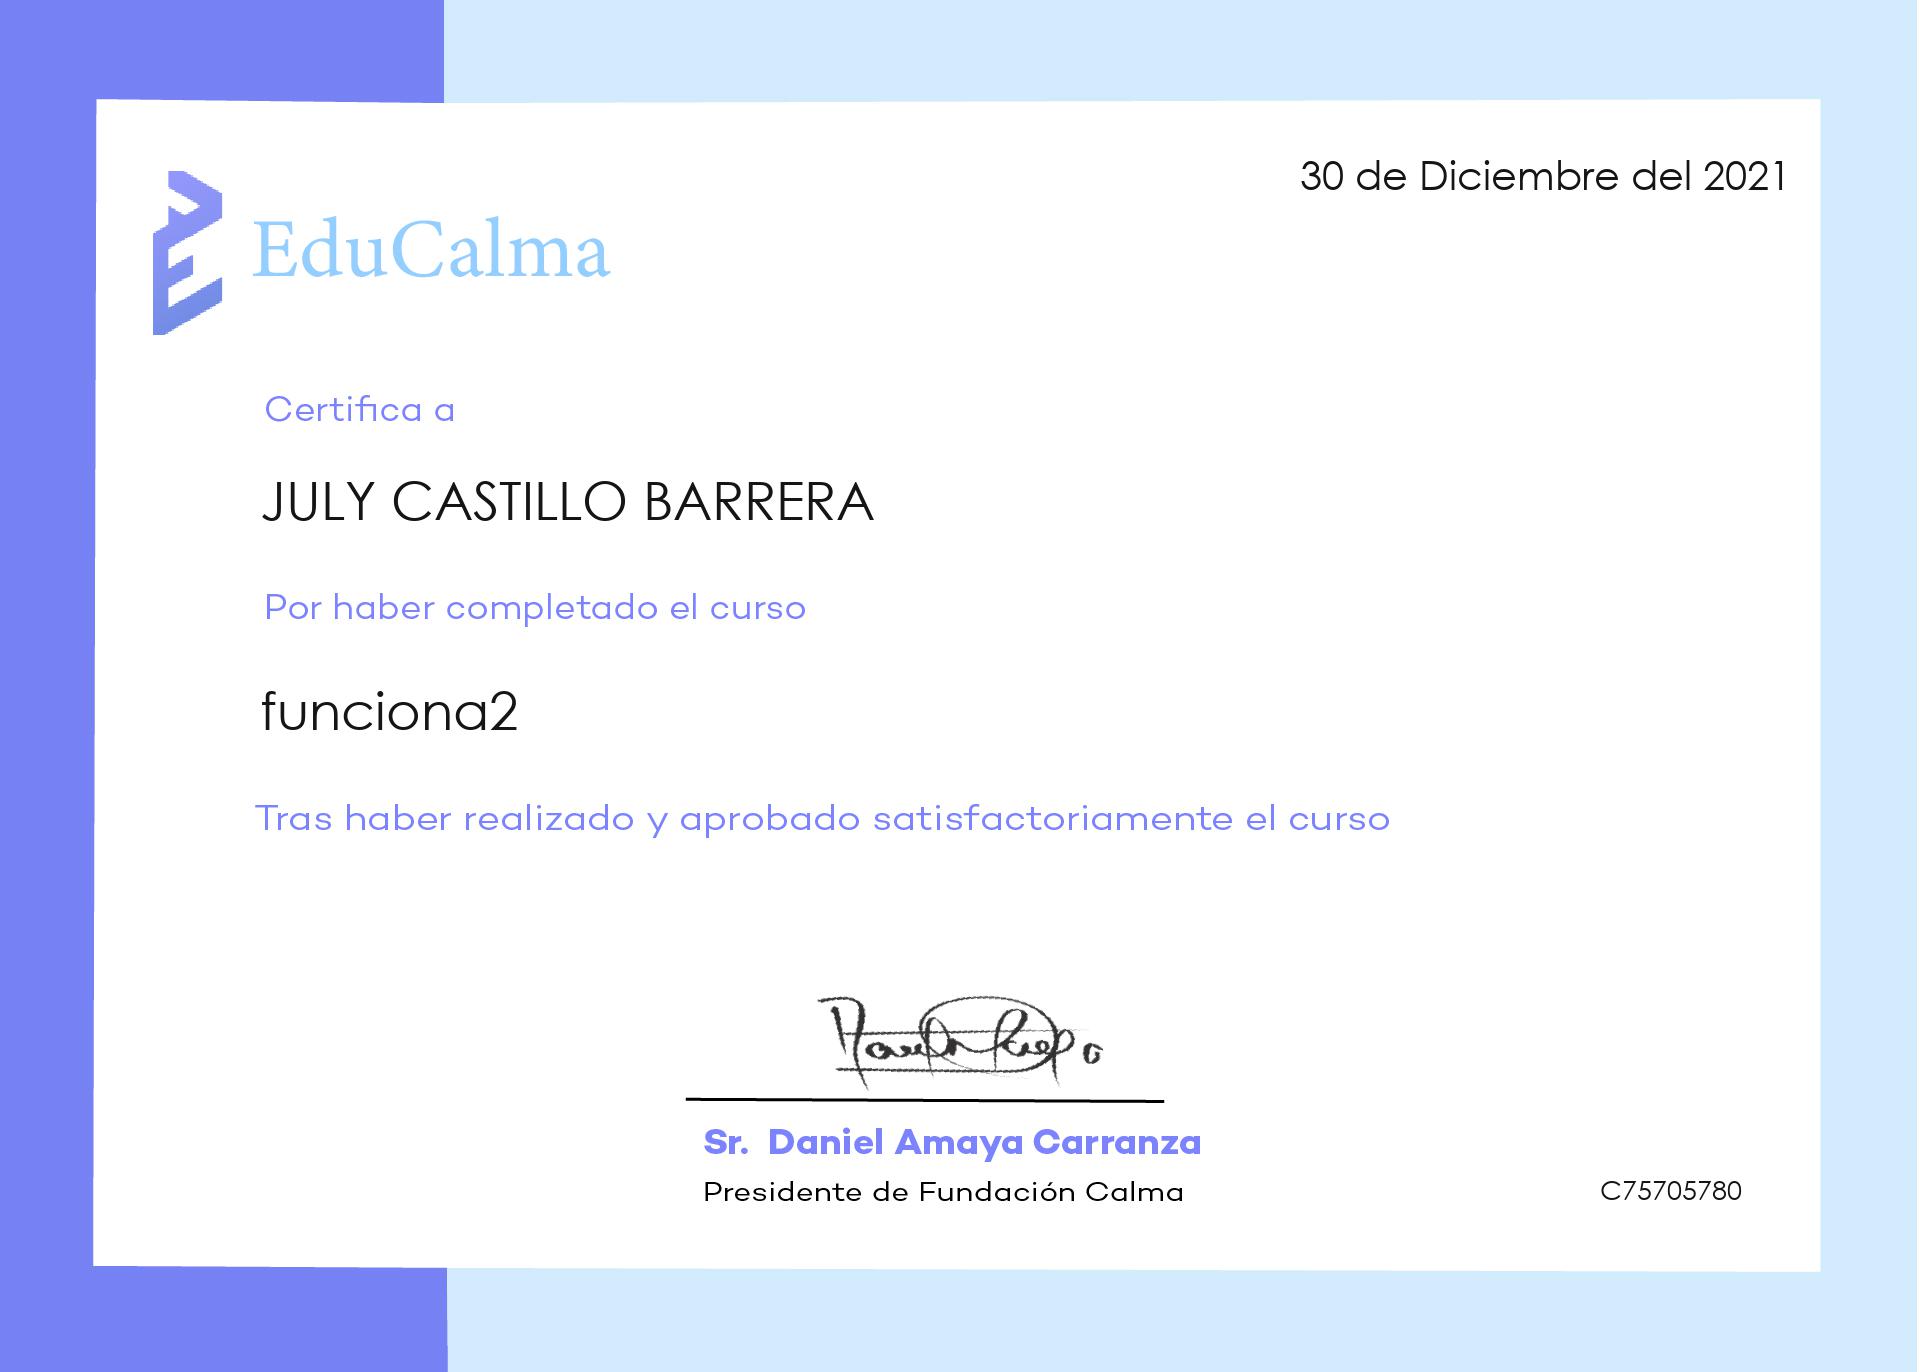 30 de Diciembre del 2021
EduCalma
Certifica a
JULY CASTILLO BARRERA
Por haber completado el curso
funciona2
Tras haber realizado y aprobado satisfactoriamente el curso
Sr. Daniel Amaya Carranza
Presidente de Fundación Calma
C75705780